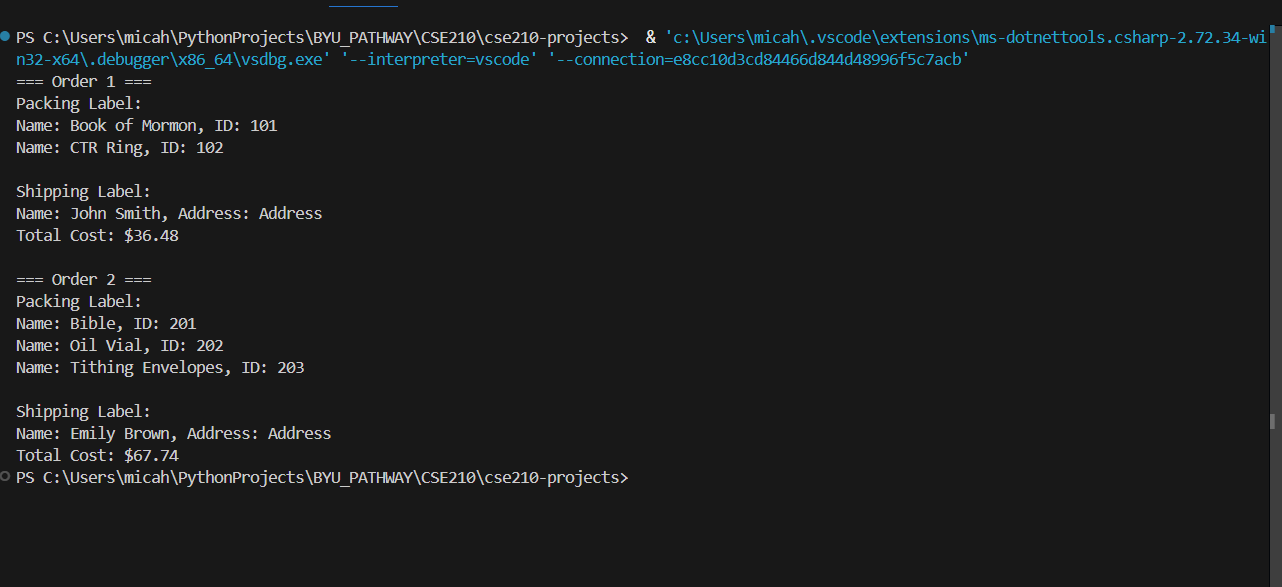 PS C:\Users\micah\PythonProjects\BYU_PATHWAY\CSE210\cse210-projects>  & 'c:\Users\micah\.vscode\extensions\ms-dotnettools.csharp-2.72.34-wi
n32-x64\.debugger\x86_64\vsdbg.exe' '--interpreter=vscode' '--connection=e8cc10d3cd84466d844d48996f5c7acb'
=== Order 1 ===
Packing Label:
Name: Book of Mormon, ID: 101
Name: CTR Ring, ID: 102

Shipping Label:
Name: John Smith, Address: Address
Total Cost: $36.48

=== Order 2 ===
Packing Label:
Name: Bible, ID: 201
Name: Oil Vial, ID: 202
Name: Tithing Envelopes, ID: 203

Shipping Label:
Name: Emily Brown, Address: Address
Total Cost: $67.74
PS C:\Users\micah\PythonProjects\BYU_PATHWAY\CSE210\cse210-projects>